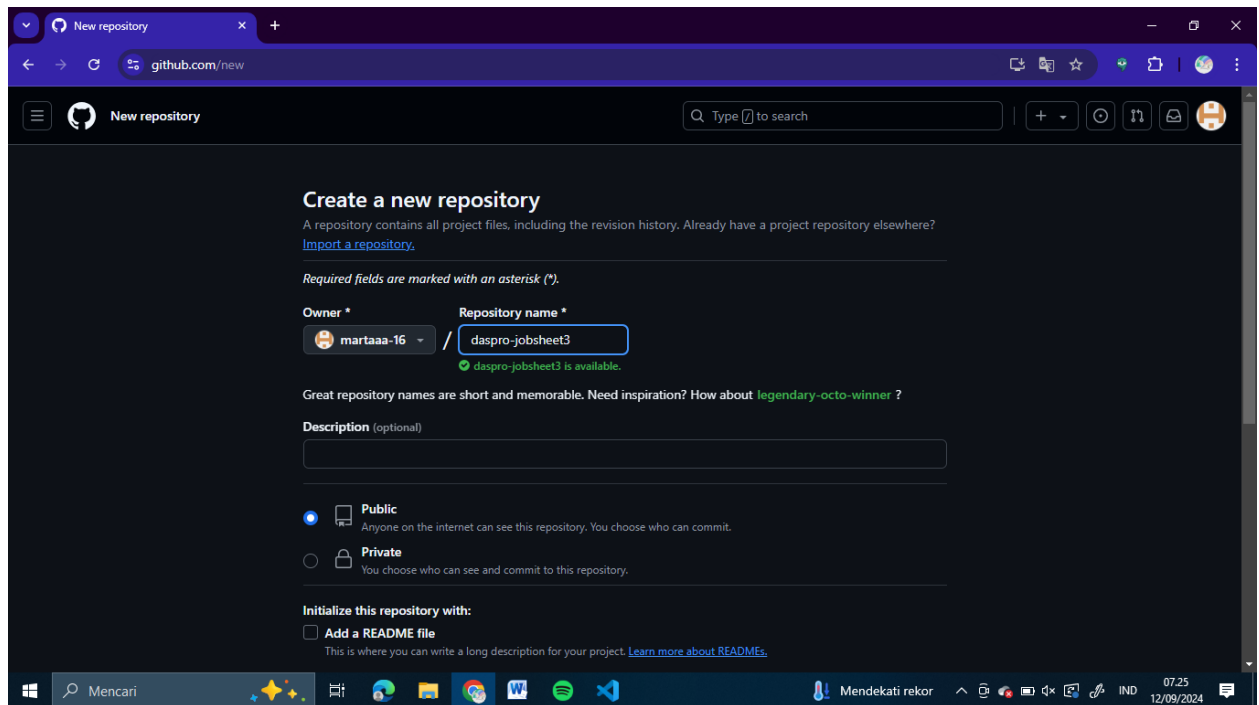 New repository
github.com/new
New repository
Type / to search
Create a new repository
A repository contains all project files, including the revision history. Already have a project repository elsewhere?
Import a repository.
Required fields are marked with an asterisk (*).
Owner * Repository name *
martaaa-16 / daspro-jobsheet3
daspro-jobsheet3 is available.
Great repository names are short and memorable. Need inspiration? How about legendary-octo-winner ?
Description (optional)
Public
Anyone on the internet can see this repository. You choose who can commit.
Private
You choose who can see and commit to this repository.
Initialize this repository with:
Add a README file
This is where you can write a long description for your project. Learn more about READMEs.
Mencari
Mendekati rekor
IND
07.25
12/09/2024